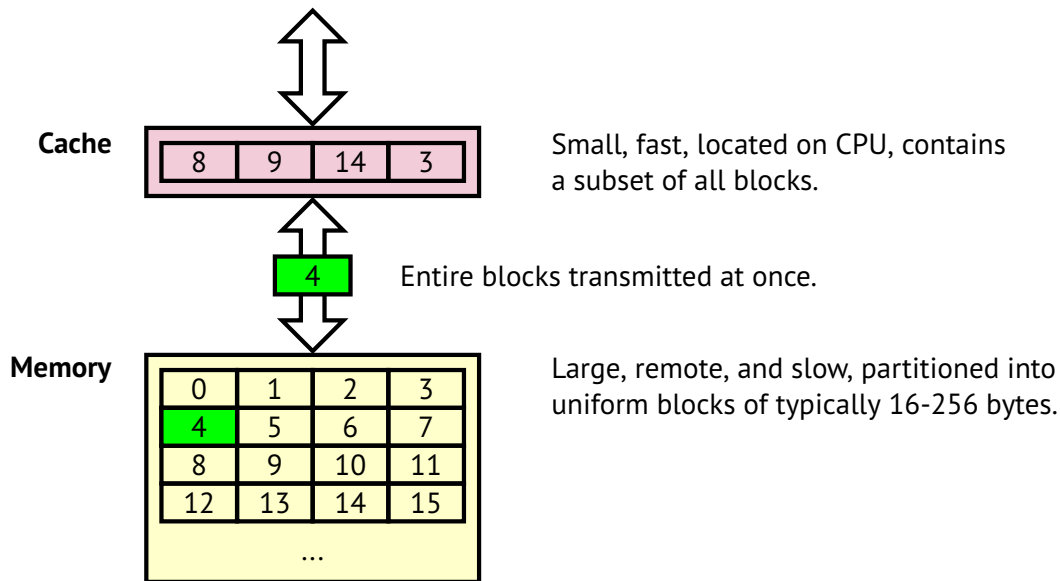 Cache
8 9 14 3
Small, fast, located on CPU, contains
a subset of all blocks.
4
Entire blocks transmitted at once.
Memory
0 1 2 3
4 5 6 7
8 9 10 11
12 13 14 15
...
Large, remote, and slow, partitioned into
uniform blocks of typically 16-256 bytes.